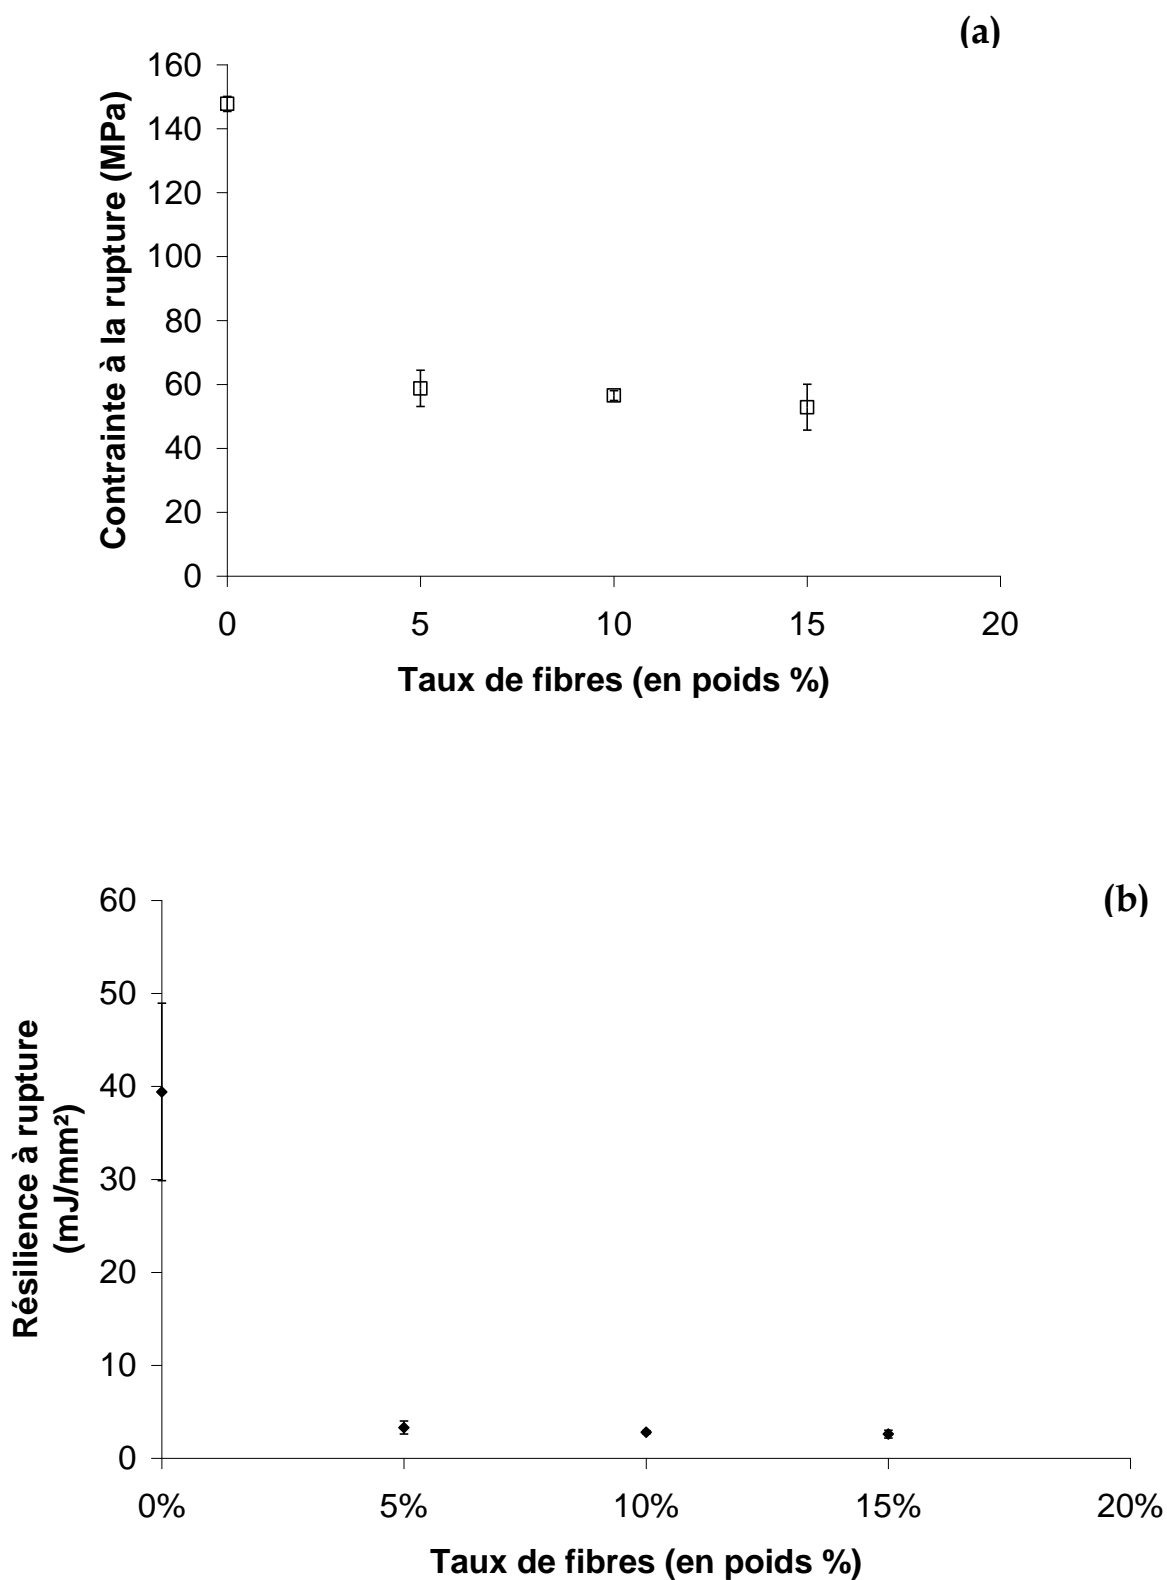 (a)
160
140
120
100
80
60
40
20
0
Contrainte à la rupture (MPa)
0 5 10 15 20
Taux de fibres (en poids %)
(b)
60
50
40
30
20
10
0
Résilience à rupture
(mJ/mm²)
0% 5% 10% 15% 20%
Taux de fibres (en poids %)